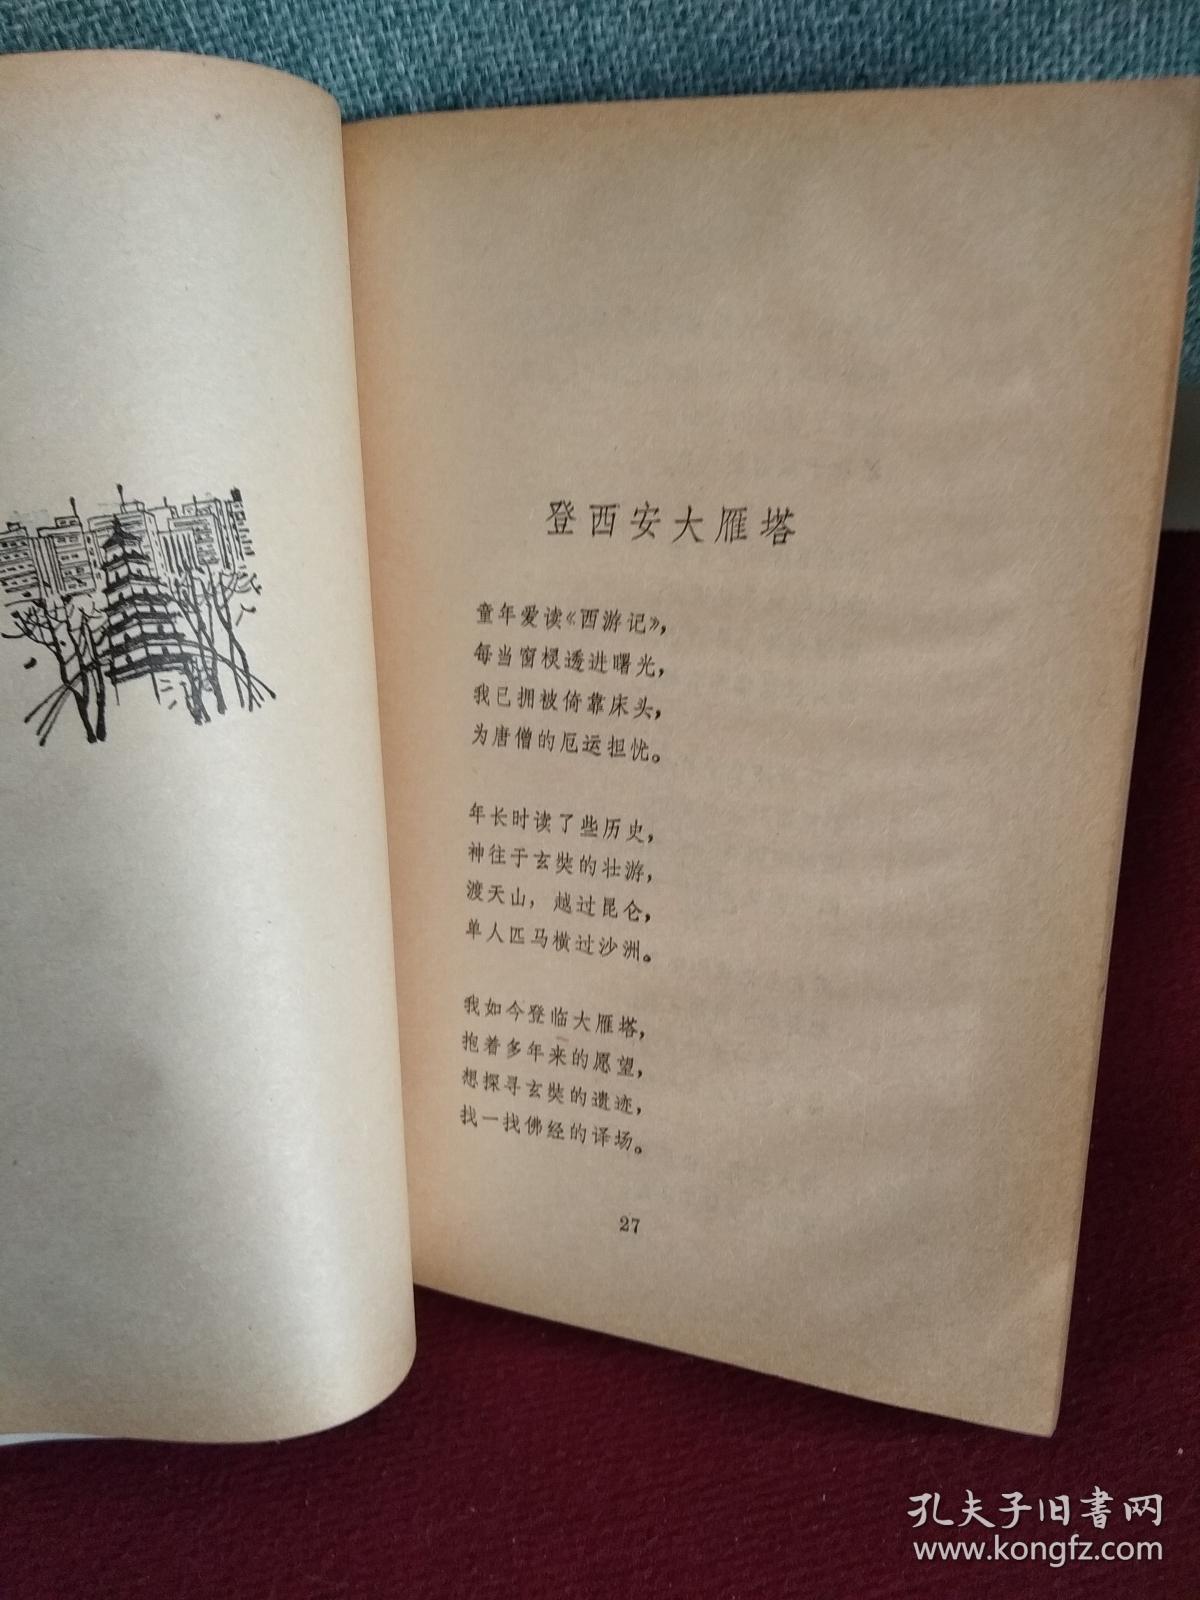 登西安大雁塔
童年爱读《西游记》，
每当窗棂透进曙光，
我已拥被倚靠床头，
为唐僧的厄运担忧。
年长时读了些历史，
神往于玄奘的壮游，
渡天山，越过昆仑，
单人匹马横过沙洲。
我如今登临大雁塔，
抱着多年来的愿望，
想探寻玄奘的遗迹，
找一找佛经的译场。
27
孔夫子旧书网
www.kongfz.com